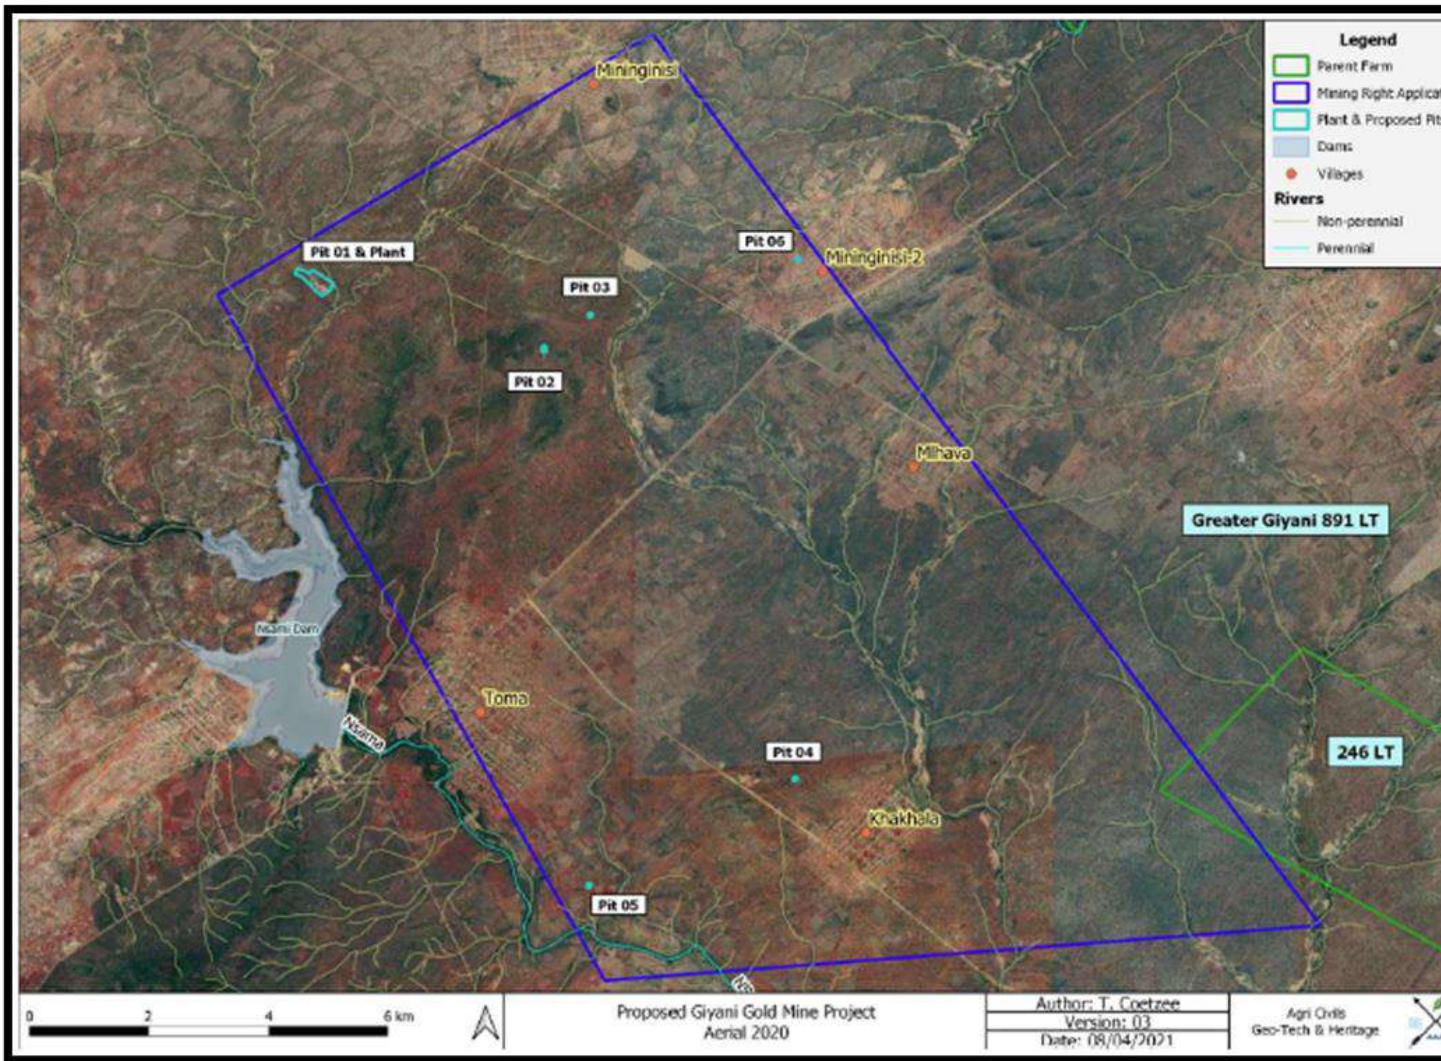 Legend
Parent Farm
Mining Right Applicat
Plant & Proposed Pits
Dams
Villages
Rivers
Non-perennial
Perennial
Mininginisi
Pit 01 & Plant
Pit 06
Mininginisi-2
Pit 03
Pit 02
Mlhava
Greater Giyani 891 LT
Nsami Dam
Toma
Nsama
Pit 04
246 LT
Khakhala
Pit 05
0 2 4 6 km
Proposed Giyani Gold Mine Project
Aerial 2020
Author: T. Coetzee
Version: 03
Date: 08/04/2021
Agri Civils
Geo-Tech & Heritage